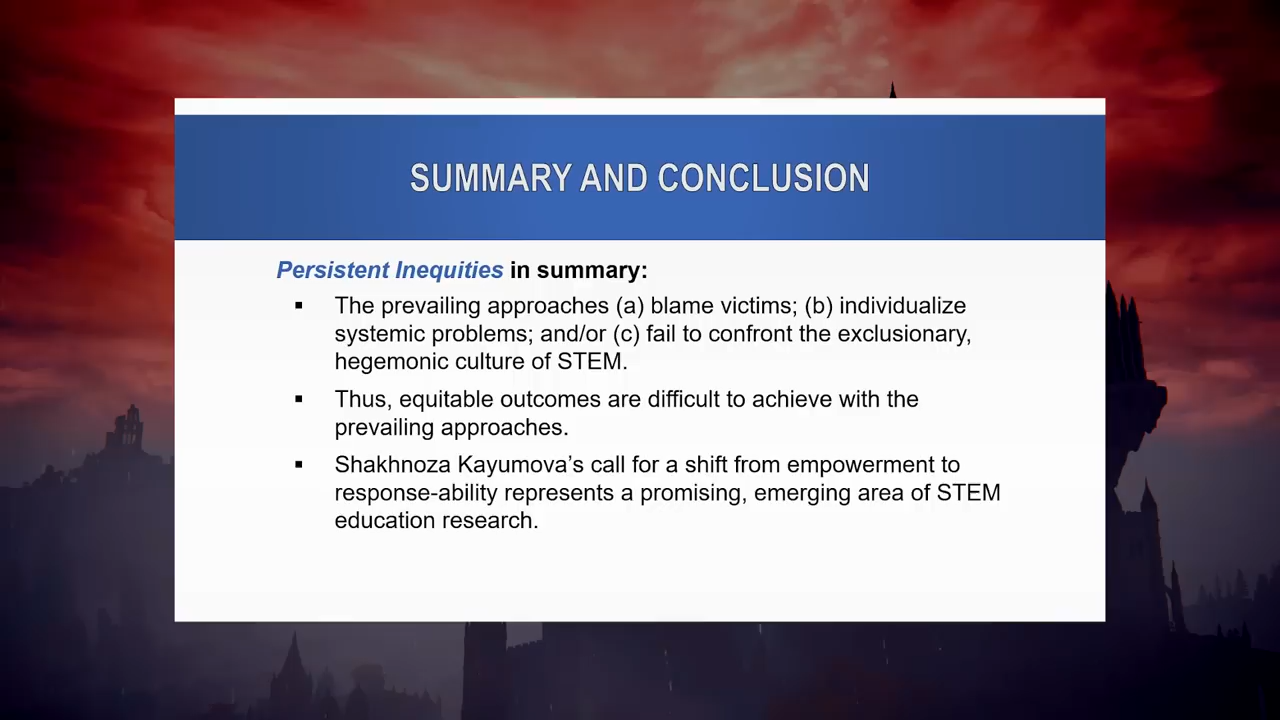 SUMMARY AND CONCLUSION
Persistent Inequities in summary:
▪ The prevailing approaches (a) blame victims; (b) individualize
systemic problems; and/or (c) fail to confront the exclusionary,
hegemonic culture of STEM.
▪ Thus, equitable outcomes are difficult to achieve with the
prevailing approaches.
▪ Shakhnoza Kayumova’s call for a shift from empowerment to
response-ability represents a promising, emerging area of STEM
education research.